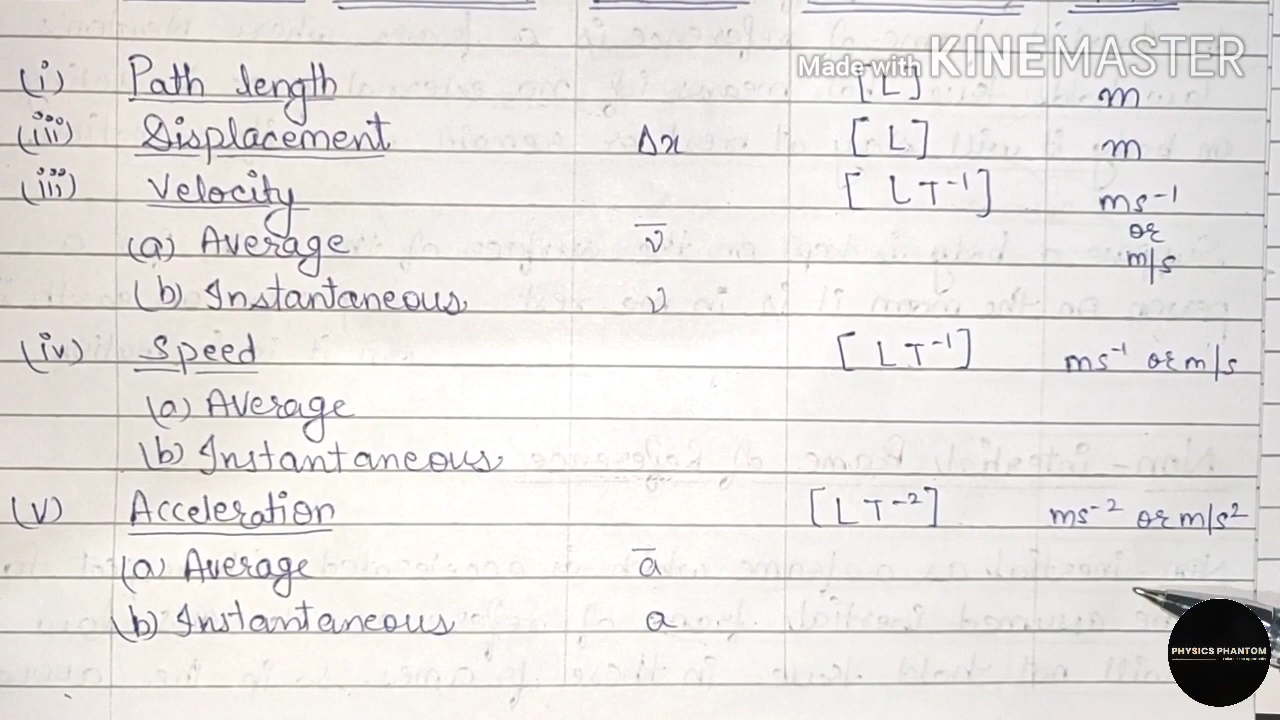 Made with KINEMASTER
(i) Path length [L] m
(iii) Displacement Δx [L] m
(iii) Velocity [LT⁻¹] ms⁻¹
or
(a) Average v̅ m/s
(b) Instantaneous v
(iv) Speed [LT⁻¹] ms⁻¹ or m/s
(a) Average
(b) Instantaneous
(v) Acceleration [LT⁻²] ms⁻² or m/s²
(a) Average a̅
(b) Instantaneous a
PHYSICS PHANTOM